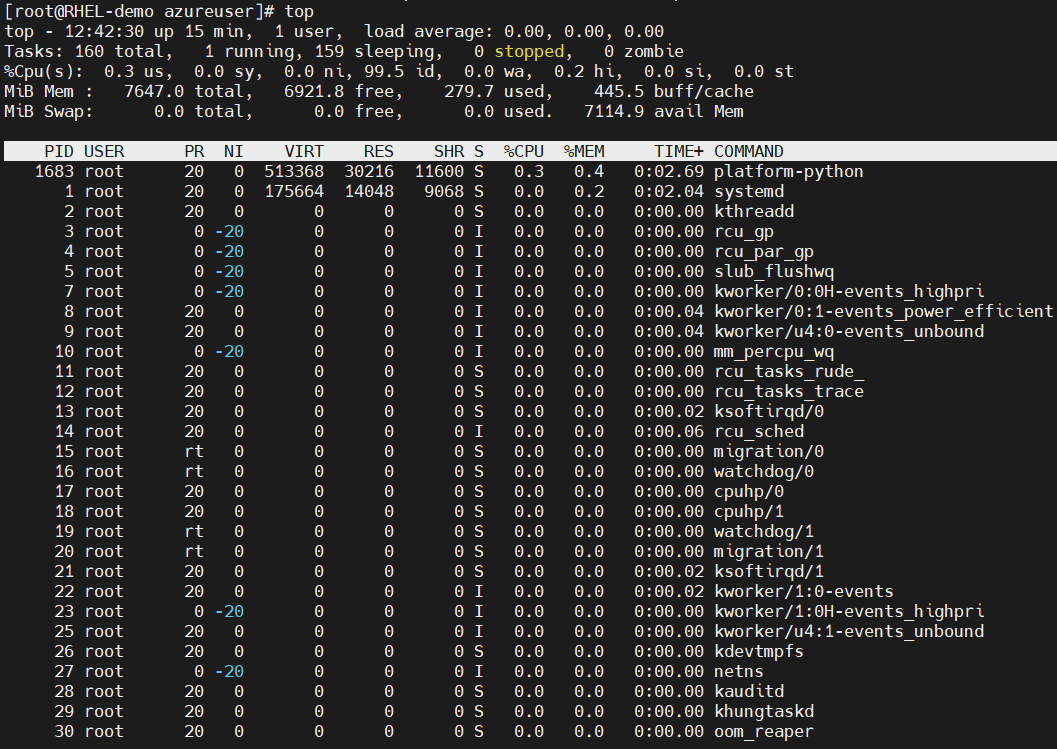 [root@RHEL-demo azureuser]# top
top - 12:42:30 up 15 min,  1 user,  load average: 0.00, 0.00, 0.00
Tasks: 160 total,   1 running, 159 sleeping,   0 stopped,   0 zombie
%Cpu(s):  0.3 us,  0.0 sy,  0.0 ni, 99.5 id,  0.0 wa,  0.2 hi,  0.0 si,  0.0 st
MiB Mem :   7647.0 total,   6921.8 free,    279.7 used,    445.5 buff/cache
MiB Swap:      0.0 total,      0.0 free,      0.0 used.   7114.9 avail Mem
PID USER      PR  NI    VIRT    RES    SHR S  %CPU  %MEM     TIME+ COMMAND
1683 root      20   0  513368  30216  11600 S   0.3   0.4   0:02.69 platform-python
1 root      20   0  175664  14048   9068 S   0.0   0.2   0:02.04 systemd
2 root      20   0       0      0      0 S   0.0   0.0   0:00.00 kthreadd
3 root       0 -20       0      0      0 I   0.0   0.0   0:00.00 rcu_gp
4 root       0 -20       0      0      0 I   0.0   0.0   0:00.00 rcu_par_gp
5 root       0 -20       0      0      0 I   0.0   0.0   0:00.00 slub_flushwq
7 root       0 -20       0      0      0 I   0.0   0.0   0:00.00 kworker/0:0H-events_highpri
8 root      20   0       0      0      0 I   0.0   0.0   0:00.04 kworker/0:1-events_power_efficient
9 root      20   0       0      0      0 I   0.0   0.0   0:00.04 kworker/u4:0-events_unbound
10 root       0 -20       0      0      0 I   0.0   0.0   0:00.00 mm_percpu_wq
11 root      20   0       0      0      0 S   0.0   0.0   0:00.00 rcu_tasks_rude_
12 root      20   0       0      0      0 S   0.0   0.0   0:00.00 rcu_tasks_trace
13 root      20   0       0      0      0 S   0.0   0.0   0:00.02 ksoftirqd/0
14 root      20   0       0      0      0 I   0.0   0.0   0:00.06 rcu_sched
15 root      rt   0       0      0      0 S   0.0   0.0   0:00.00 migration/0
16 root      rt   0       0      0      0 S   0.0   0.0   0:00.00 watchdog/0
17 root      20   0       0      0      0 S   0.0   0.0   0:00.00 cpuhp/0
18 root      20   0       0      0      0 S   0.0   0.0   0:00.00 cpuhp/1
19 root      rt   0       0      0      0 S   0.0   0.0   0:00.00 watchdog/1
20 root      rt   0       0      0      0 S   0.0   0.0   0:00.00 migration/1
21 root      20   0       0      0      0 S   0.0   0.0   0:00.02 ksoftirqd/1
22 root      20   0       0      0      0 I   0.0   0.0   0:00.02 kworker/1:0-events
23 root       0 -20       0      0      0 I   0.0   0.0   0:00.00 kworker/1:0H-events_highpri
25 root      20   0       0      0      0 I   0.0   0.0   0:00.00 kworker/u4:1-events_unbound
26 root      20   0       0      0      0 S   0.0   0.0   0:00.00 kdevtmpfs
27 root       0 -20       0      0      0 I   0.0   0.0   0:00.00 netns
28 root      20   0       0      0      0 S   0.0   0.0   0:00.00 kauditd
29 root      20   0       0      0      0 S   0.0   0.0   0:00.00 khungtaskd
30 root      20   0       0      0      0 S   0.0   0.0   0:00.00 oom_reaper